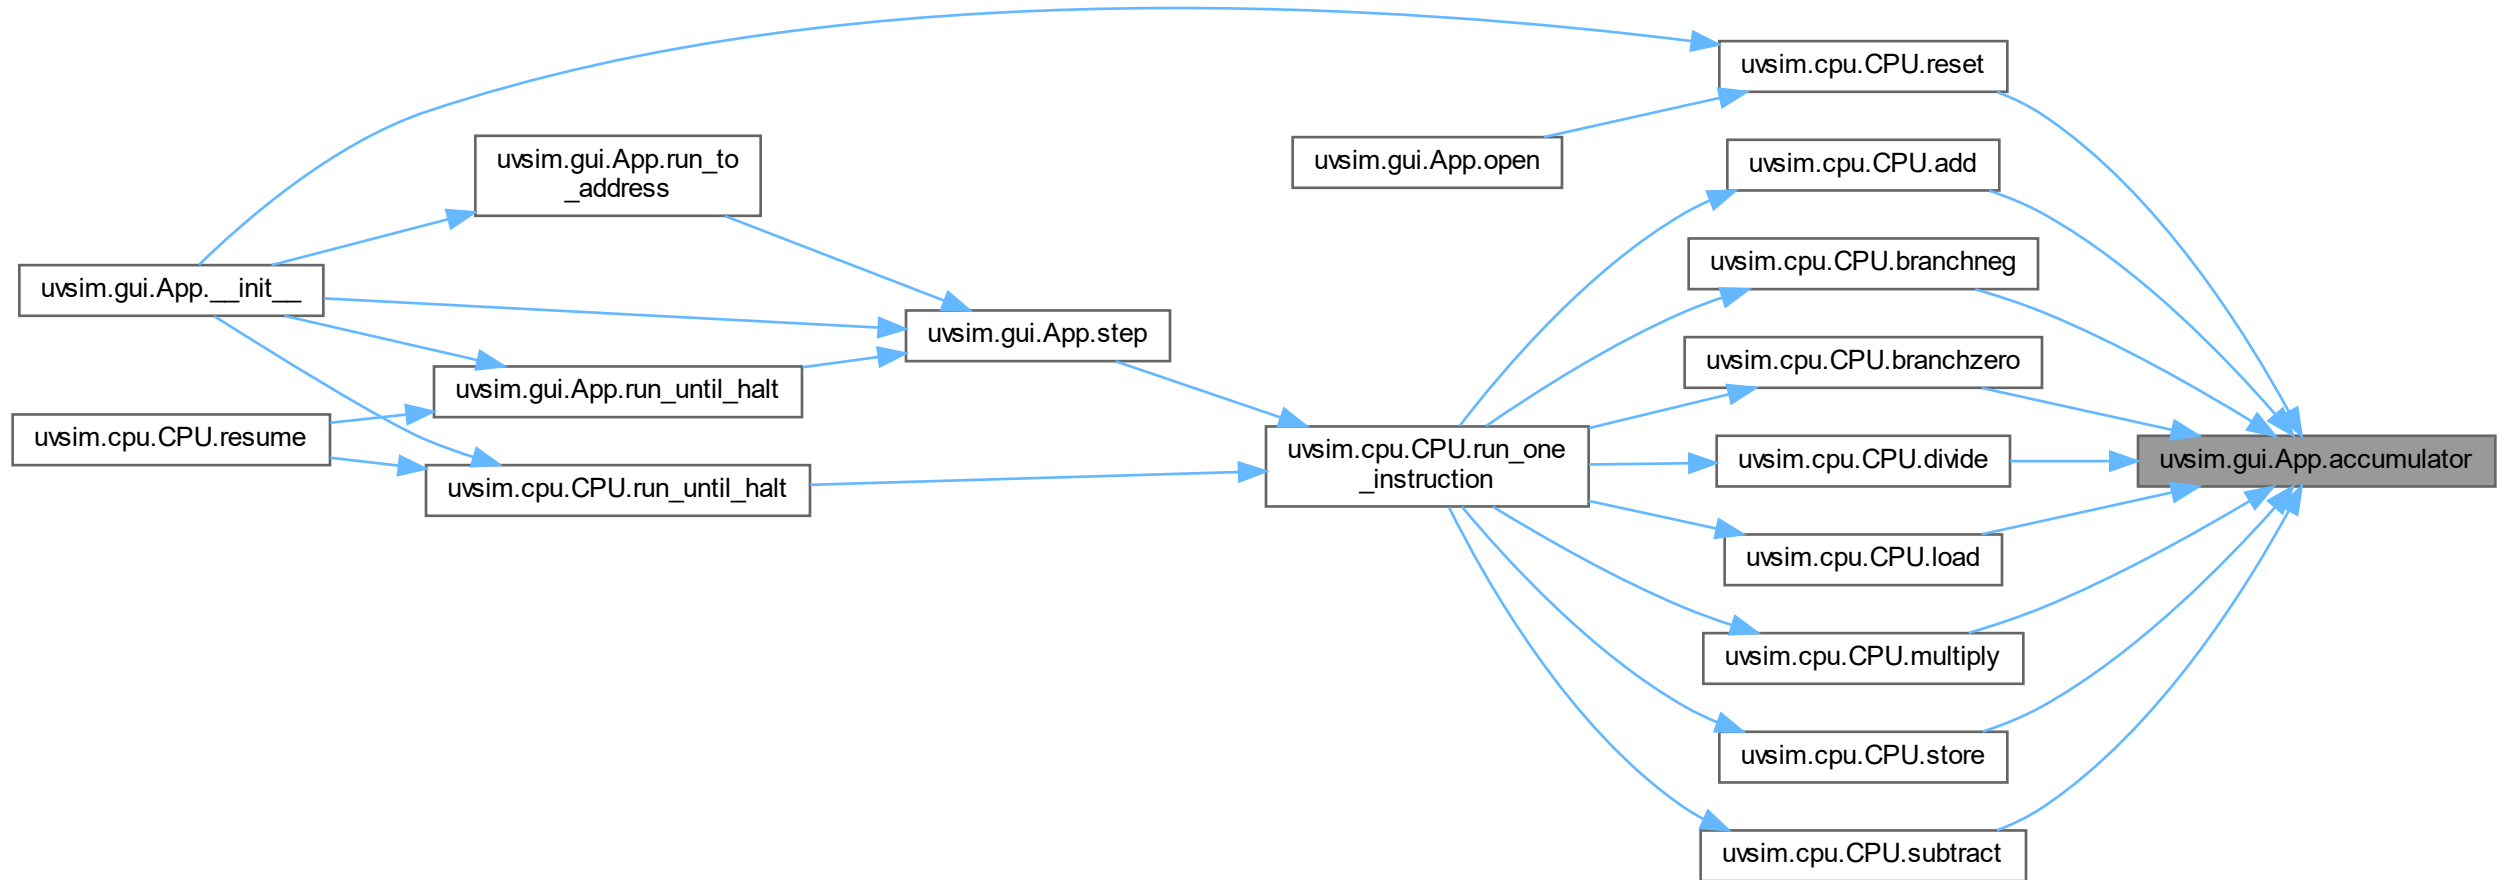 uvsim.cpu.CPU.reset
uvsim.gui.App.run_to
_address
uvsim.gui.App.open
uvsim.cpu.CPU.add
uvsim.cpu.CPU.branchneg
uvsim.gui.App.__init__
uvsim.gui.App.step
uvsim.cpu.CPU.branchzero
uvsim.gui.App.run_until_halt
uvsim.cpu.CPU.resume
uvsim.cpu.CPU.run_one
_instruction
uvsim.cpu.CPU.divide
uvsim.gui.App.accumulator
uvsim.cpu.CPU.run_until_halt
uvsim.cpu.CPU.load
uvsim.cpu.CPU.multiply
uvsim.cpu.CPU.store
uvsim.cpu.CPU.subtract